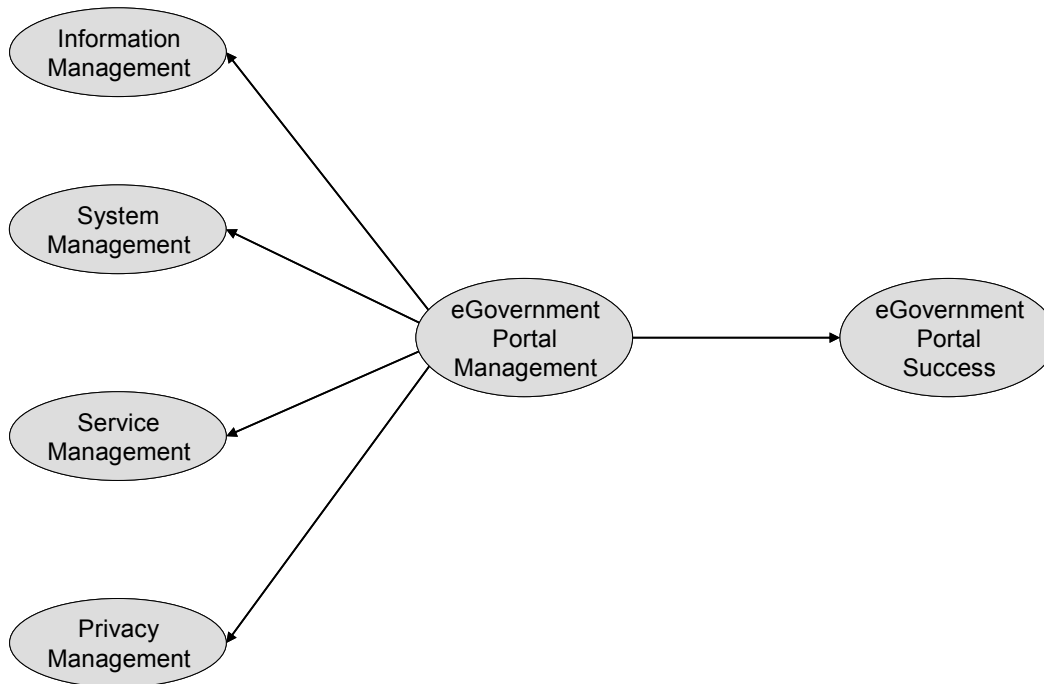 Information
Management
System
Management
Service
Management
Privacy
Management
eGovernment
Portal
Management
eGovernment
Portal
Success